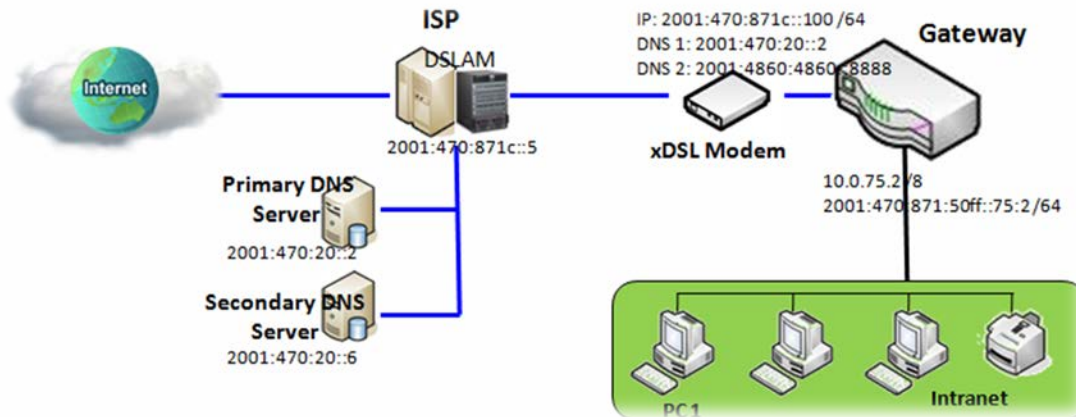 ISP
DSLAM
Internet
2001:470:871c::5
Primary DNS
Server
2001:470:20::2
Secondary DNS
Server
2001:470:20::6
IP: 2001:470:871c::100 /64
DNS 1: 2001:470:20::2
DNS 2: 2001:4860:4860::8888
xDSL Modem
Gateway
10.0.75.2 /8
2001:470:871:50ff::75:2/64
PC1
Intranet